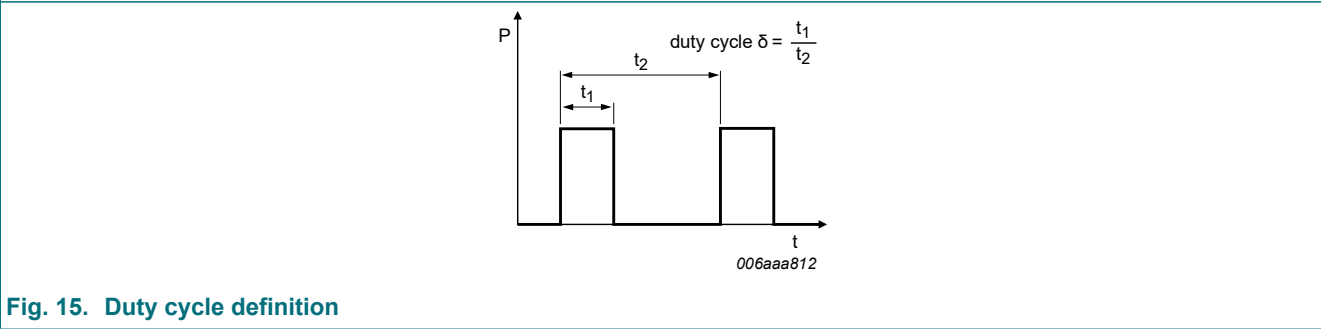 P
duty cycle δ = t1
t2
t2
t1
t
006aaa812
Fig. 15. Duty cycle definition